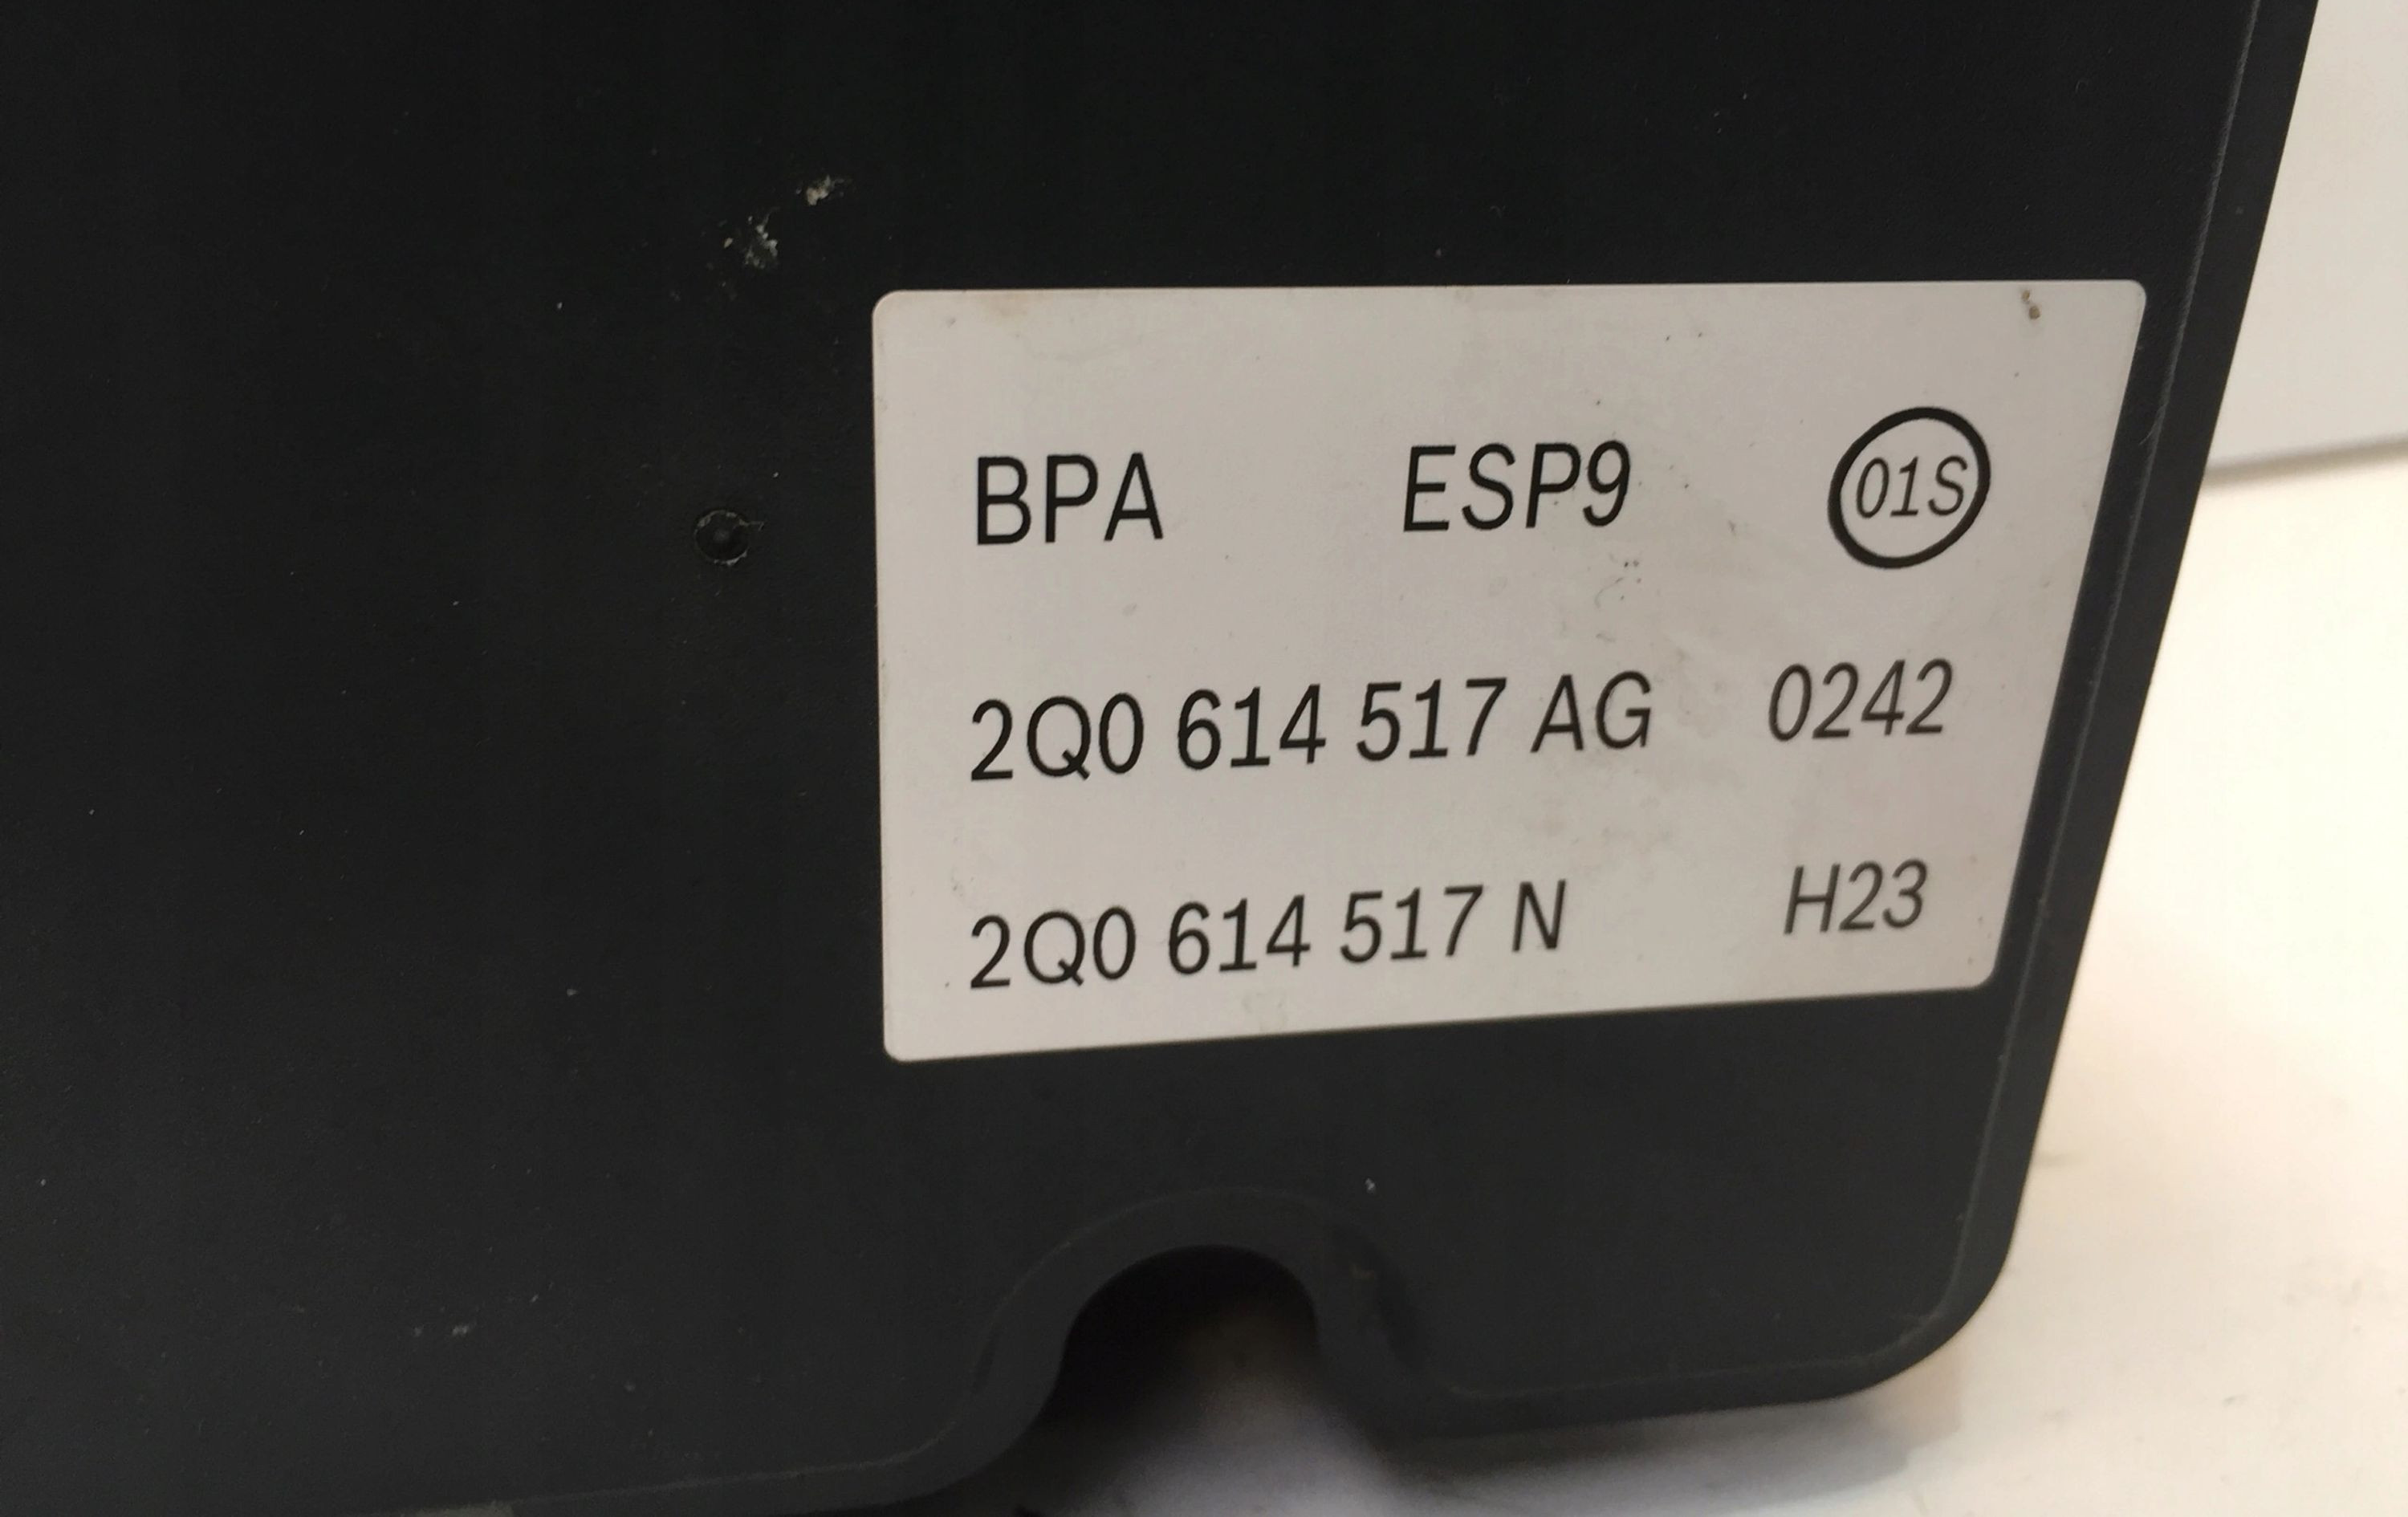 BPA ESP9 01S
2Q0 614 517 AG 0242
2Q0 614 517 N H23